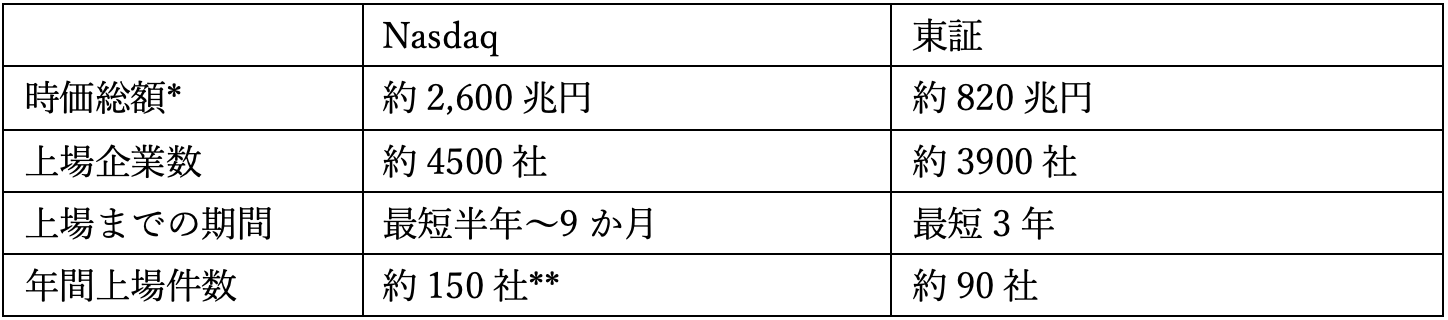 Nasdaq 東証
時価総額* 約 2,600 兆円 約 820 兆円
上場企業数 約 4500 社 約 3900 社
上場までの期間 最短半年〜9 か月 最短 3 年
年間上場件数 約 150 社** 約 90 社